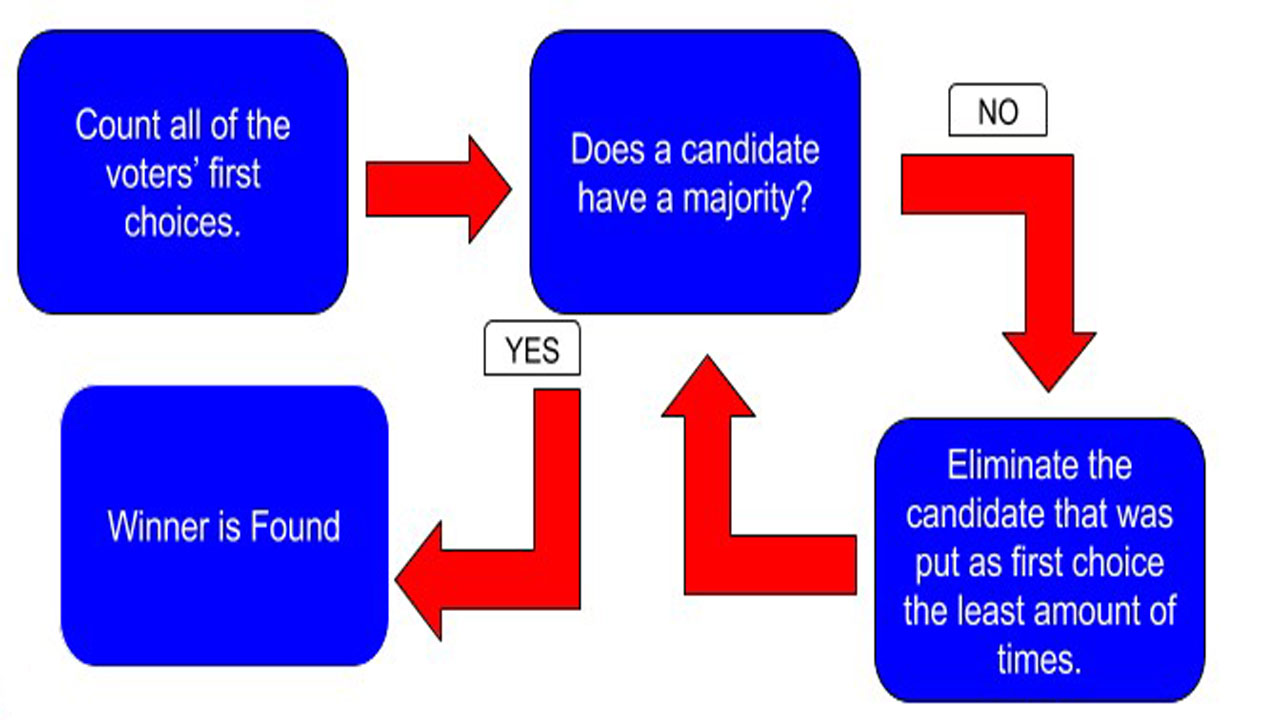 Count all of the
voters’ first
choices.
Does a candidate
have a majority?
NO
YES
Winner is Found
Eliminate the
candidate that was
put as first choice
the least amount of
times.